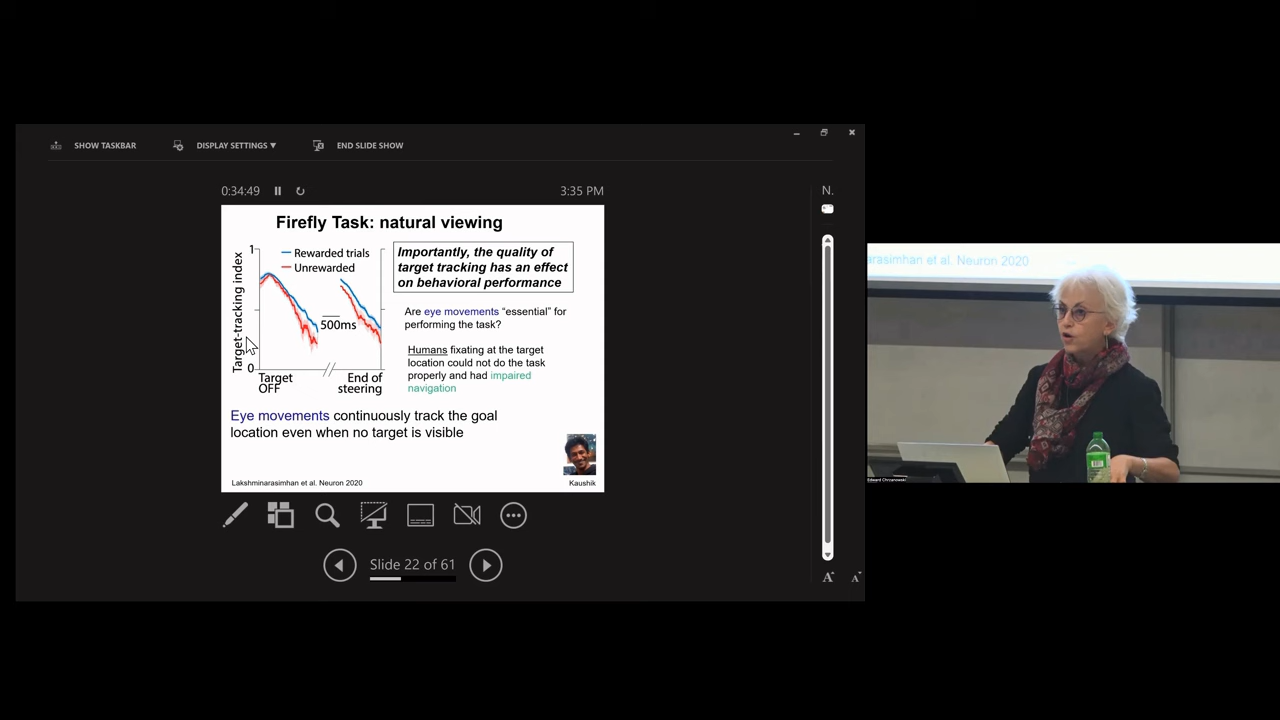 SHOW TASKBAR
DISPLAY SETTINGS ▼
END SLIDE SHOW
0:34:49
3:35 PM
N.
Firefly Task: natural viewing
Target-tracking index
1
0
Rewarded trials
Unrewarded
500ms
Target
OFF
End of
steering
Importantly, the quality of
target tracking has an effect
on behavioral performance
Are eye movements “essential” for
performing the task?
Humans fixating at the target
location could not do the task
properly and had impaired
navigation
Eye movements continuously track the goal
location even when no target is visible
Lakshminarasimhan et al. Neuron 2020
Kaushik
Slide 22 of 61
A
A
arasimhan et al. Neuron 2020
Edward Chrzanowski